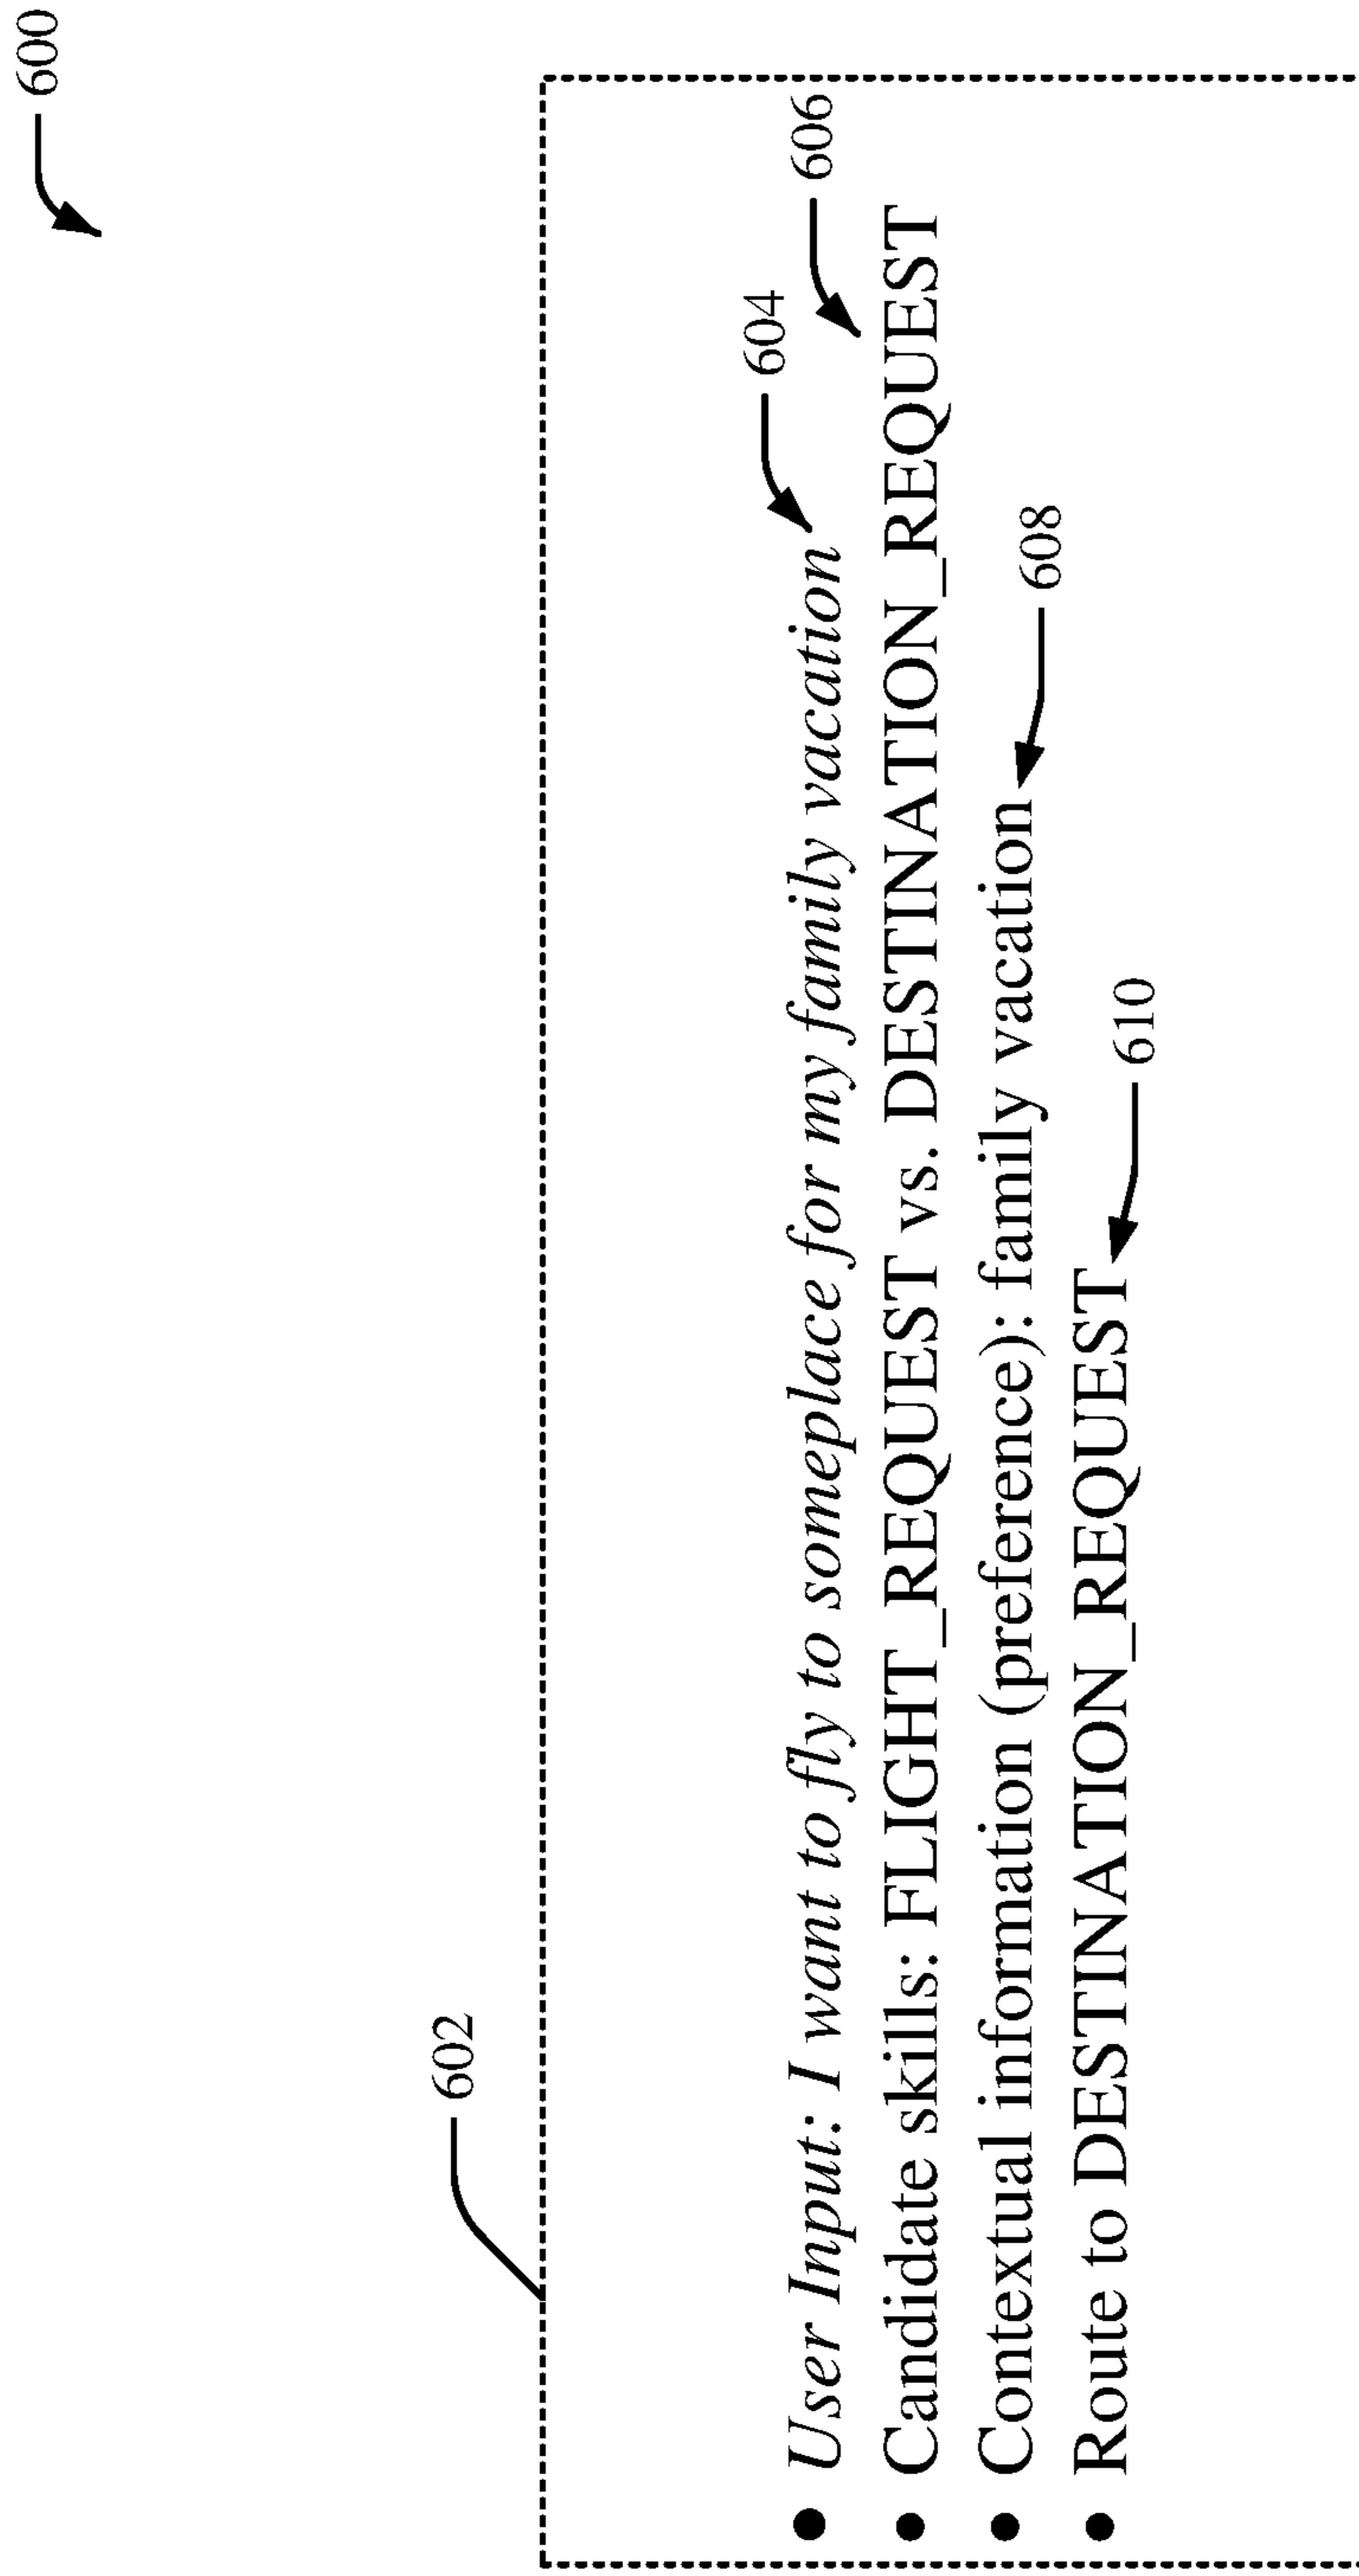 600
602
604
• User Input: I want to fly to someplace for my family vacation
606
• Candidate skills: FLIGHT_REQUEST vs. DESTINATION_REQUEST
• Contextual information (preference): family vacation
608
• Route to DESTINATION_REQUEST
610